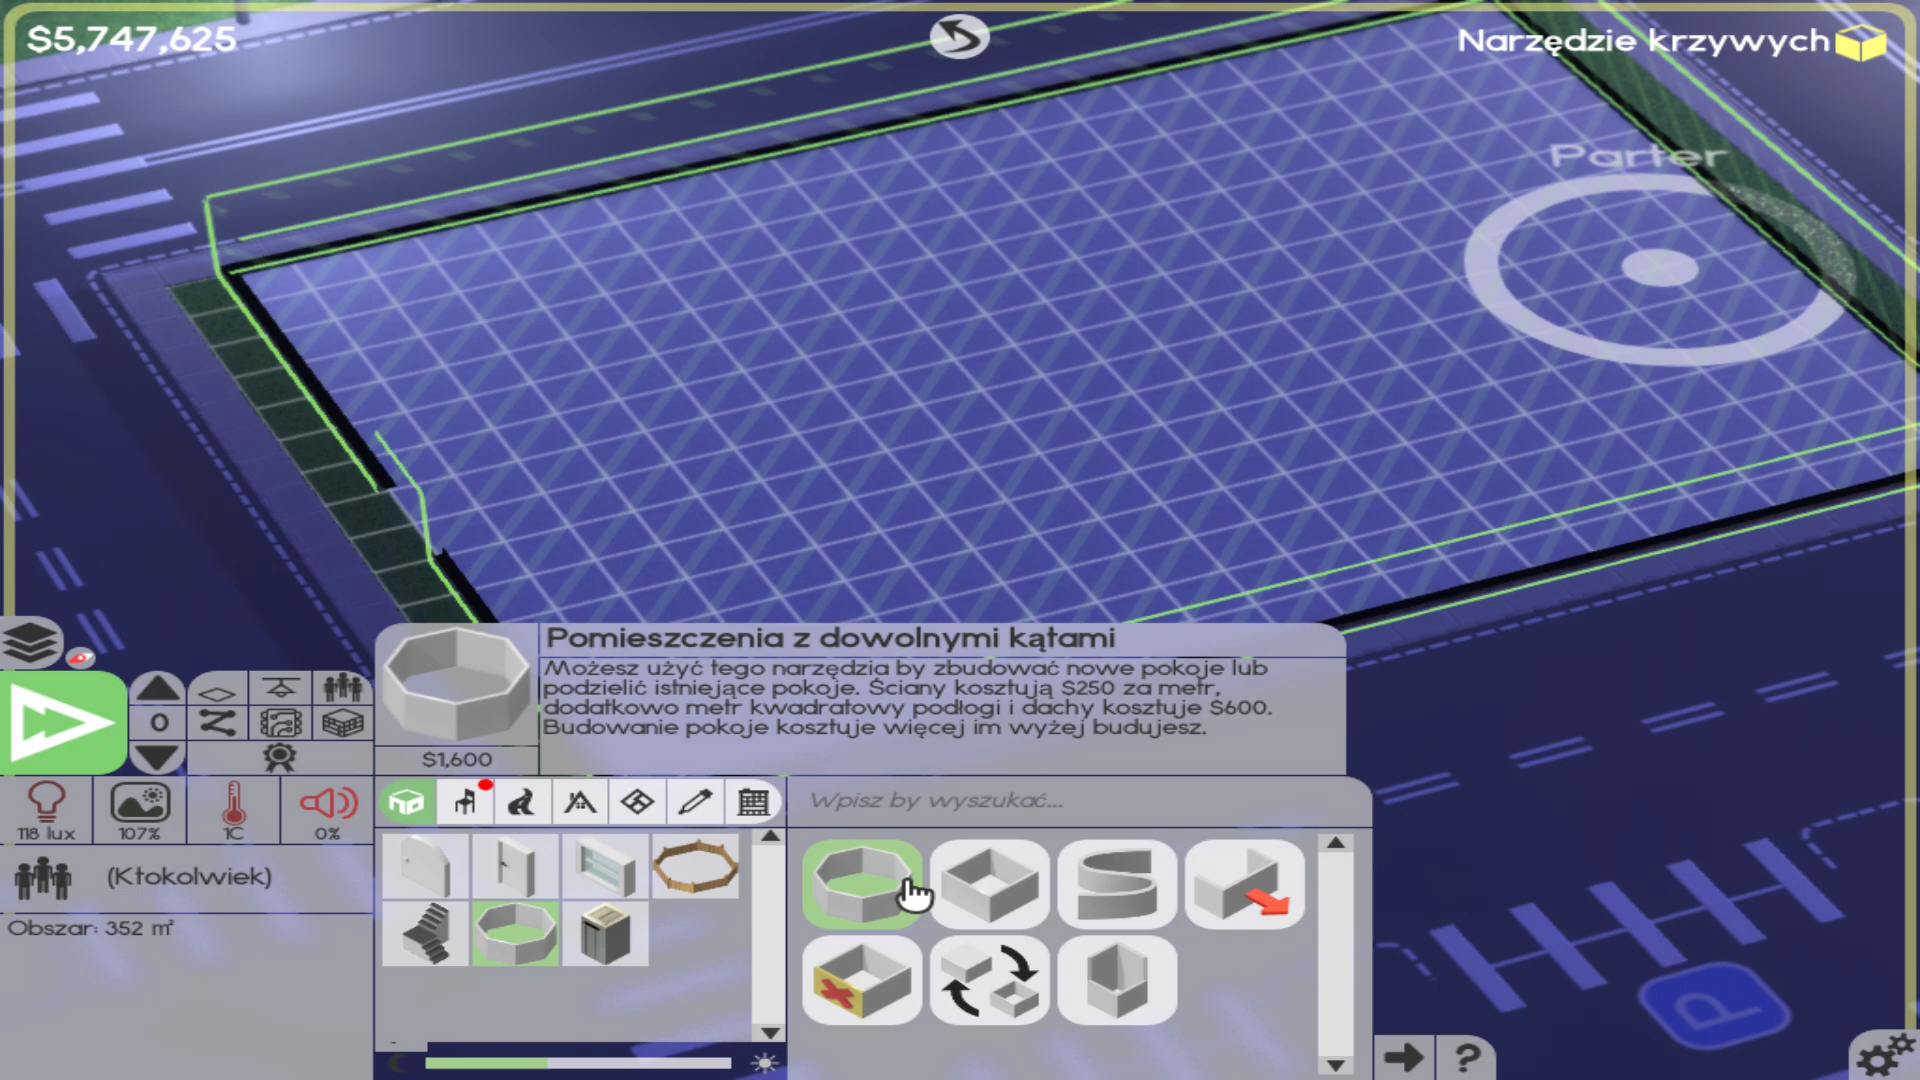 $5,747,625
Narzędzie krzywych
Parter
Pomieszczenia z dowolnymi kątami
Możesz użyć tego narzędzia by zbudować nowe pokoje lub
podzielić istniejące pokoje. Ściany kosztują $250 za metr,
dodatkowo metr kwadratowy podłogi i dachy kosztuje $600.
Budowanie pokoje kosztuje więcej im wyżej budujesz.
$1,600
0
118 lux
107%
1C
0%
Wpisz by wyszukać...
(Ktokolwiek)
Obszar: 352 m²
P
?